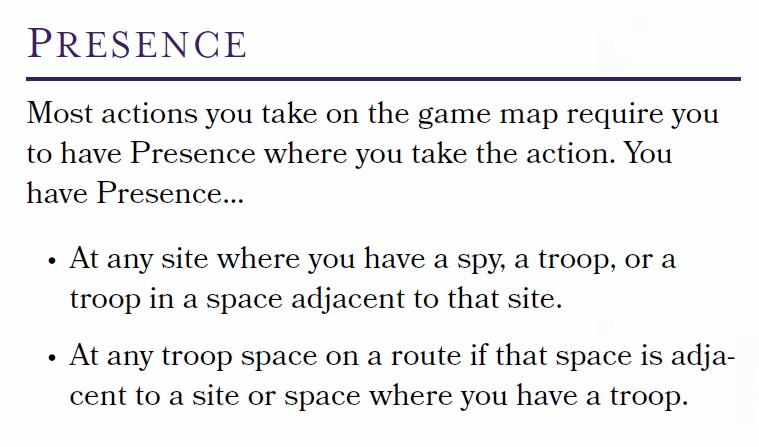 PRESENCE
Most actions you take on the game map require you
to have Presence where you take the action. You
have Presence...
• At any site where you have a spy, a troop, or a
troop in a space adjacent to that site.
• At any troop space on a route if that space is adja-
cent to a site or space where you have a troop.